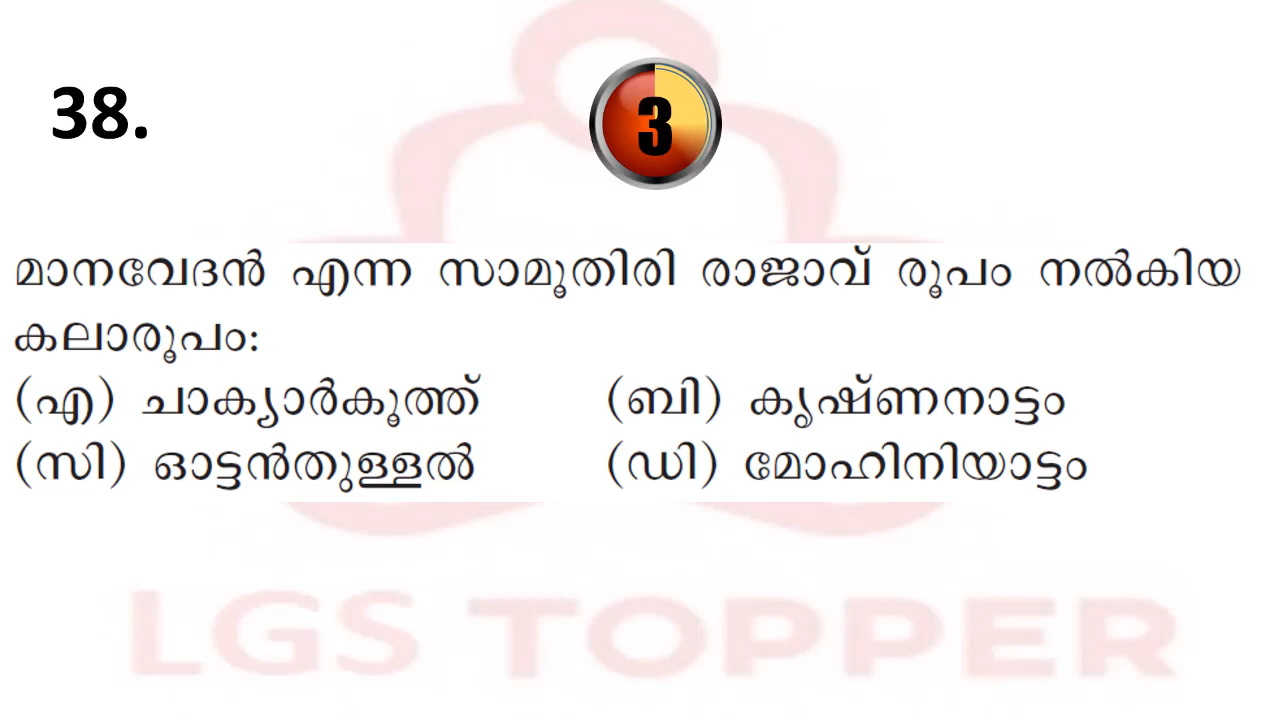 38.
3
മാനവേദൻ എന്ന സാമൂതിരി രാജാവ് രൂപം നൽകിയ
കലാരൂപം:
(എ) ചാക്യാർകൂത്ത് (ബി) കൃഷ്ണനാട്ടം
(സി) ഓട്ടൻതുള്ളൽ (ഡി) മോഹിനിയാട്ടം
LGS TOPPER